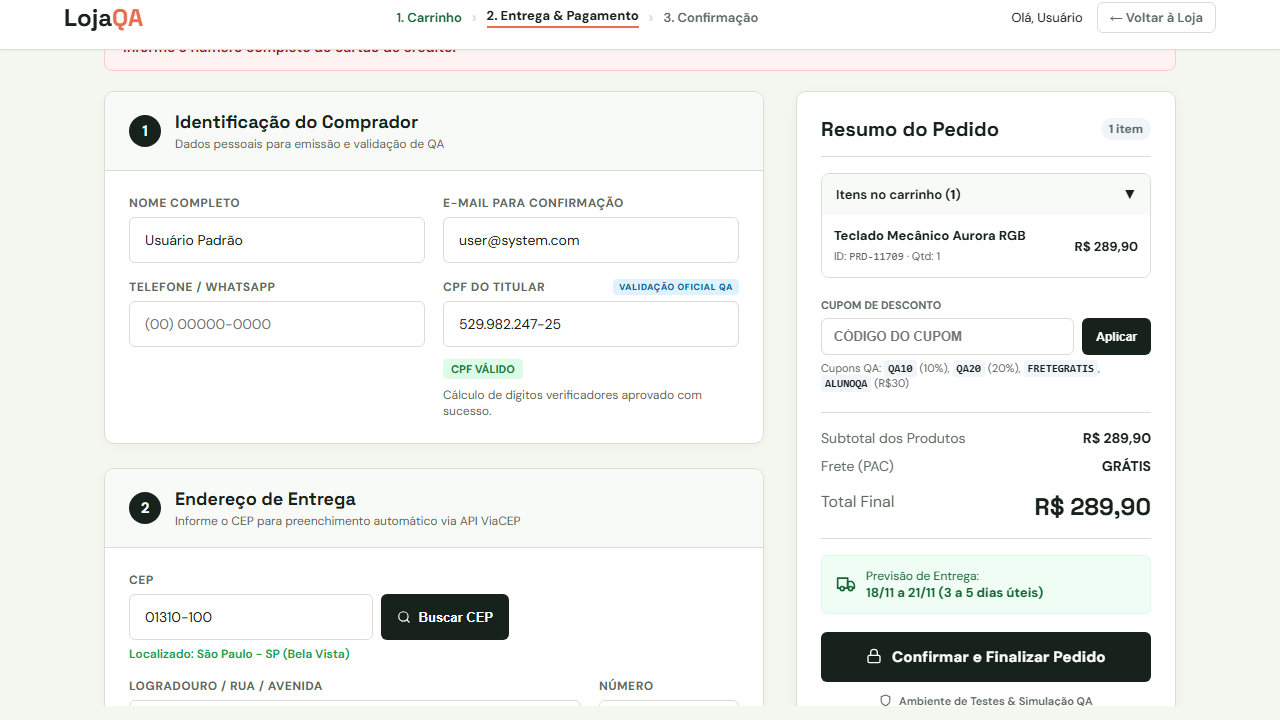 LojaQA
1. Carrinho › 2. Entrega & Pagamento › 3. Confirmação
Olá, Usuário
← Voltar à Loja
Informe o número completo do cartão de crédito.
1
Identificação do Comprador
Dados pessoais para emissão e validação de QA
NOME COMPLETO
Usuário Padrão
E-MAIL PARA CONFIRMAÇÃO
user@system.com
TELEFONE / WHATSAPP
(00) 00000-0000
CPF DO TITULAR
VALIDAÇÃO OFICIAL QA
529.982.247-25
CPF VÁLIDO
Cálculo de dígitos verificadores aprovado com
sucesso.
2
Endereço de Entrega
Informe o CEP para preenchimento automático via API ViaCEP
CEP
01310-100
Buscar CEP
Localizado: São Paulo - SP (Bela Vista)
LOGRADOURO / RUA / AVENIDA
NÚMERO
Resumo do Pedido
1 item
Itens no carrinho (1) ▼
Teclado Mecânico Aurora RGB
ID: PRD-11709 · Qtd: 1
R$ 289,90
CUPOM DE DESCONTO
CÓDIGO DO CUPOM
Aplicar
Cupons QA: QA10 (10%), QA20 (20%), FRETEGRATIS,
ALUNOQA (R$30)
Subtotal dos Produtos R$ 289,90
Frete (PAC) GRÁTIS
Total Final R$ 289,90
Previsão de Entrega:
18/11 a 21/11 (3 a 5 dias úteis)
Confirmar e Finalizar Pedido
Ambiente de Testes & Simulação QA